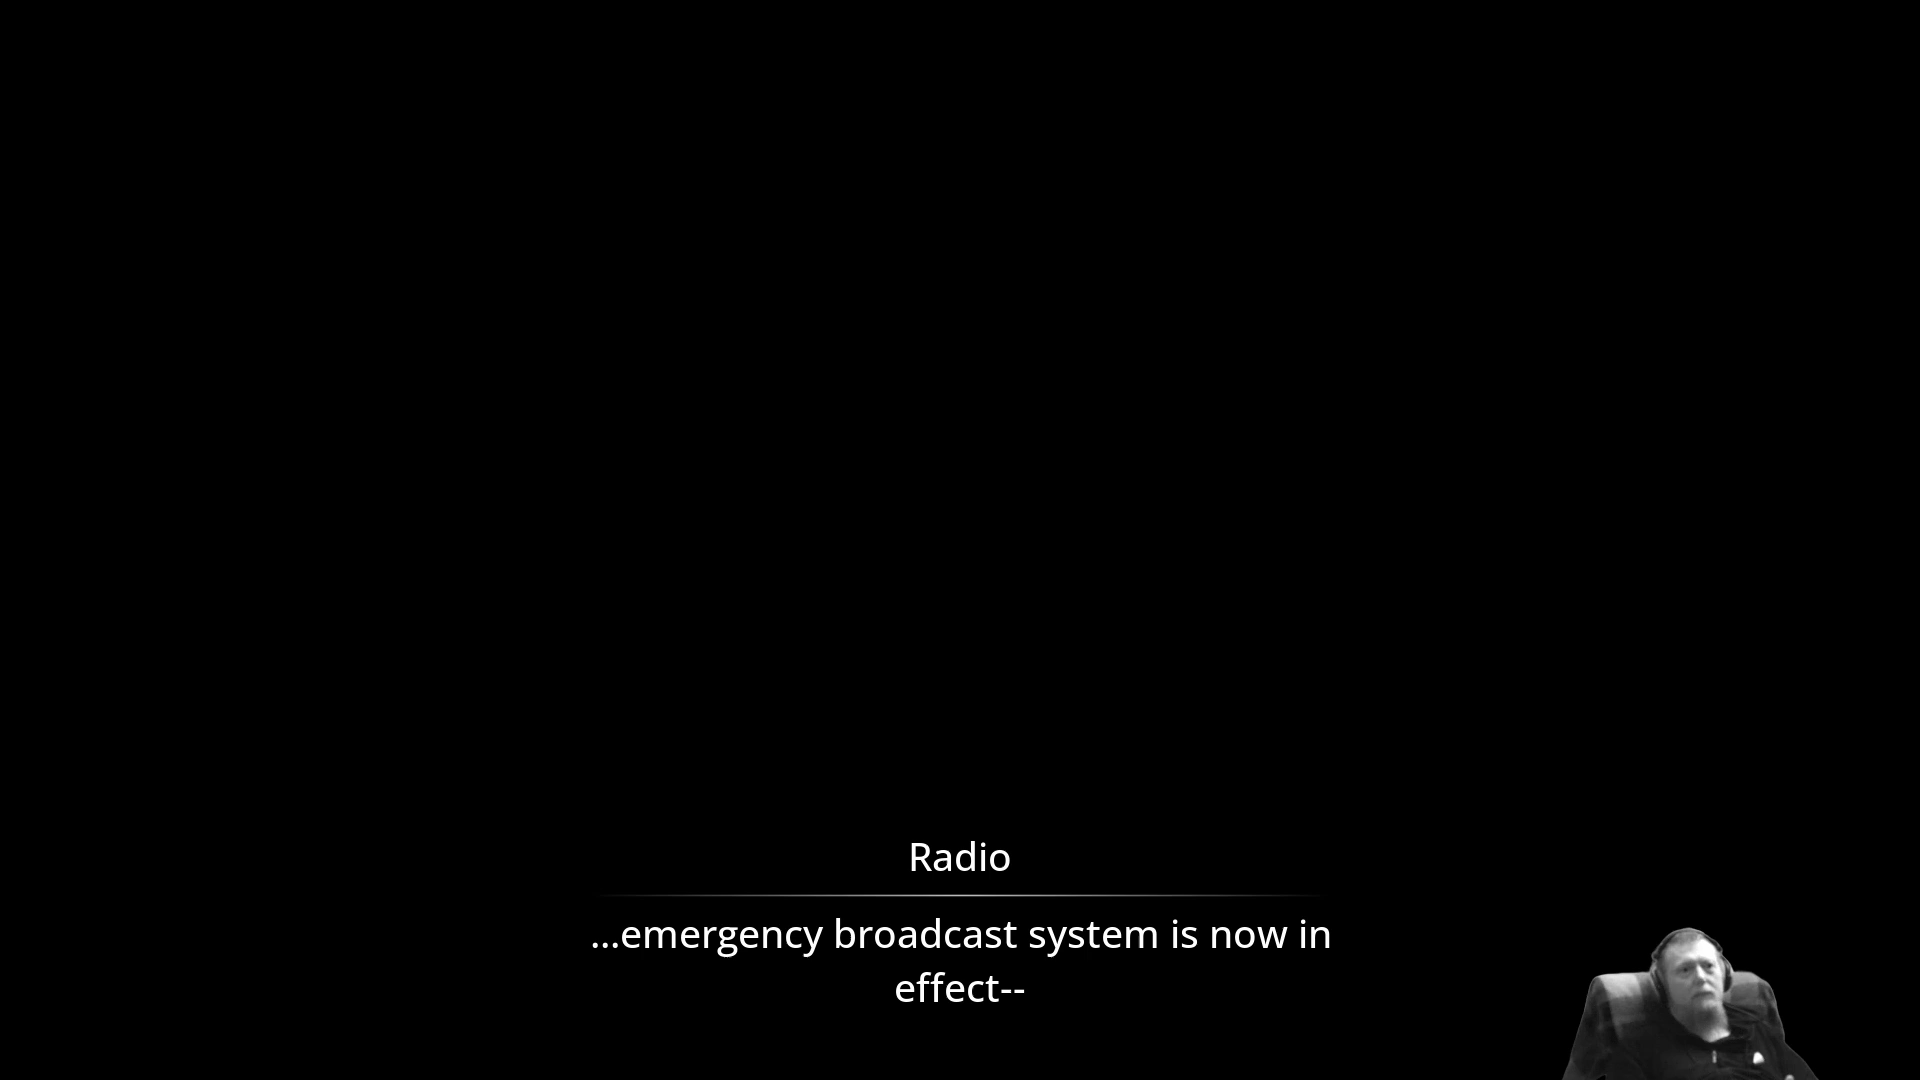 Radio
...emergency broadcast system is now in
effect--